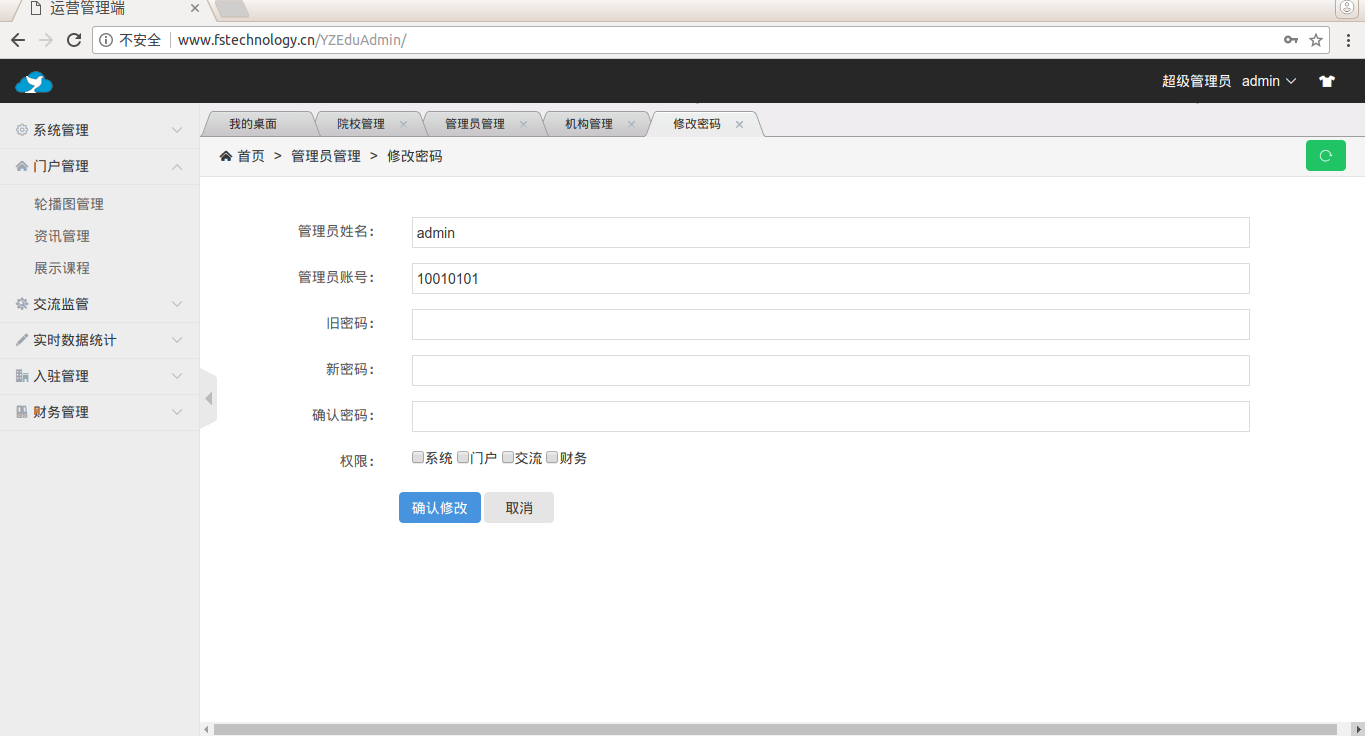 运营管理端
不安全 www.fstechnology.cn/YZEduAdmin/
超级管理员 admin
系统管理
门户管理
轮播图管理
资讯管理
展示课程
交流监管
实时数据统计
入驻管理
财务管理
我的桌面 院校管理 管理员管理 机构管理 修改密码
首页 > 管理员管理 > 修改密码
管理员姓名： admin
管理员账号： 10010101
旧密码：
新密码：
确认密码：
权限： 系统 门户 交流 财务
确认修改 取消